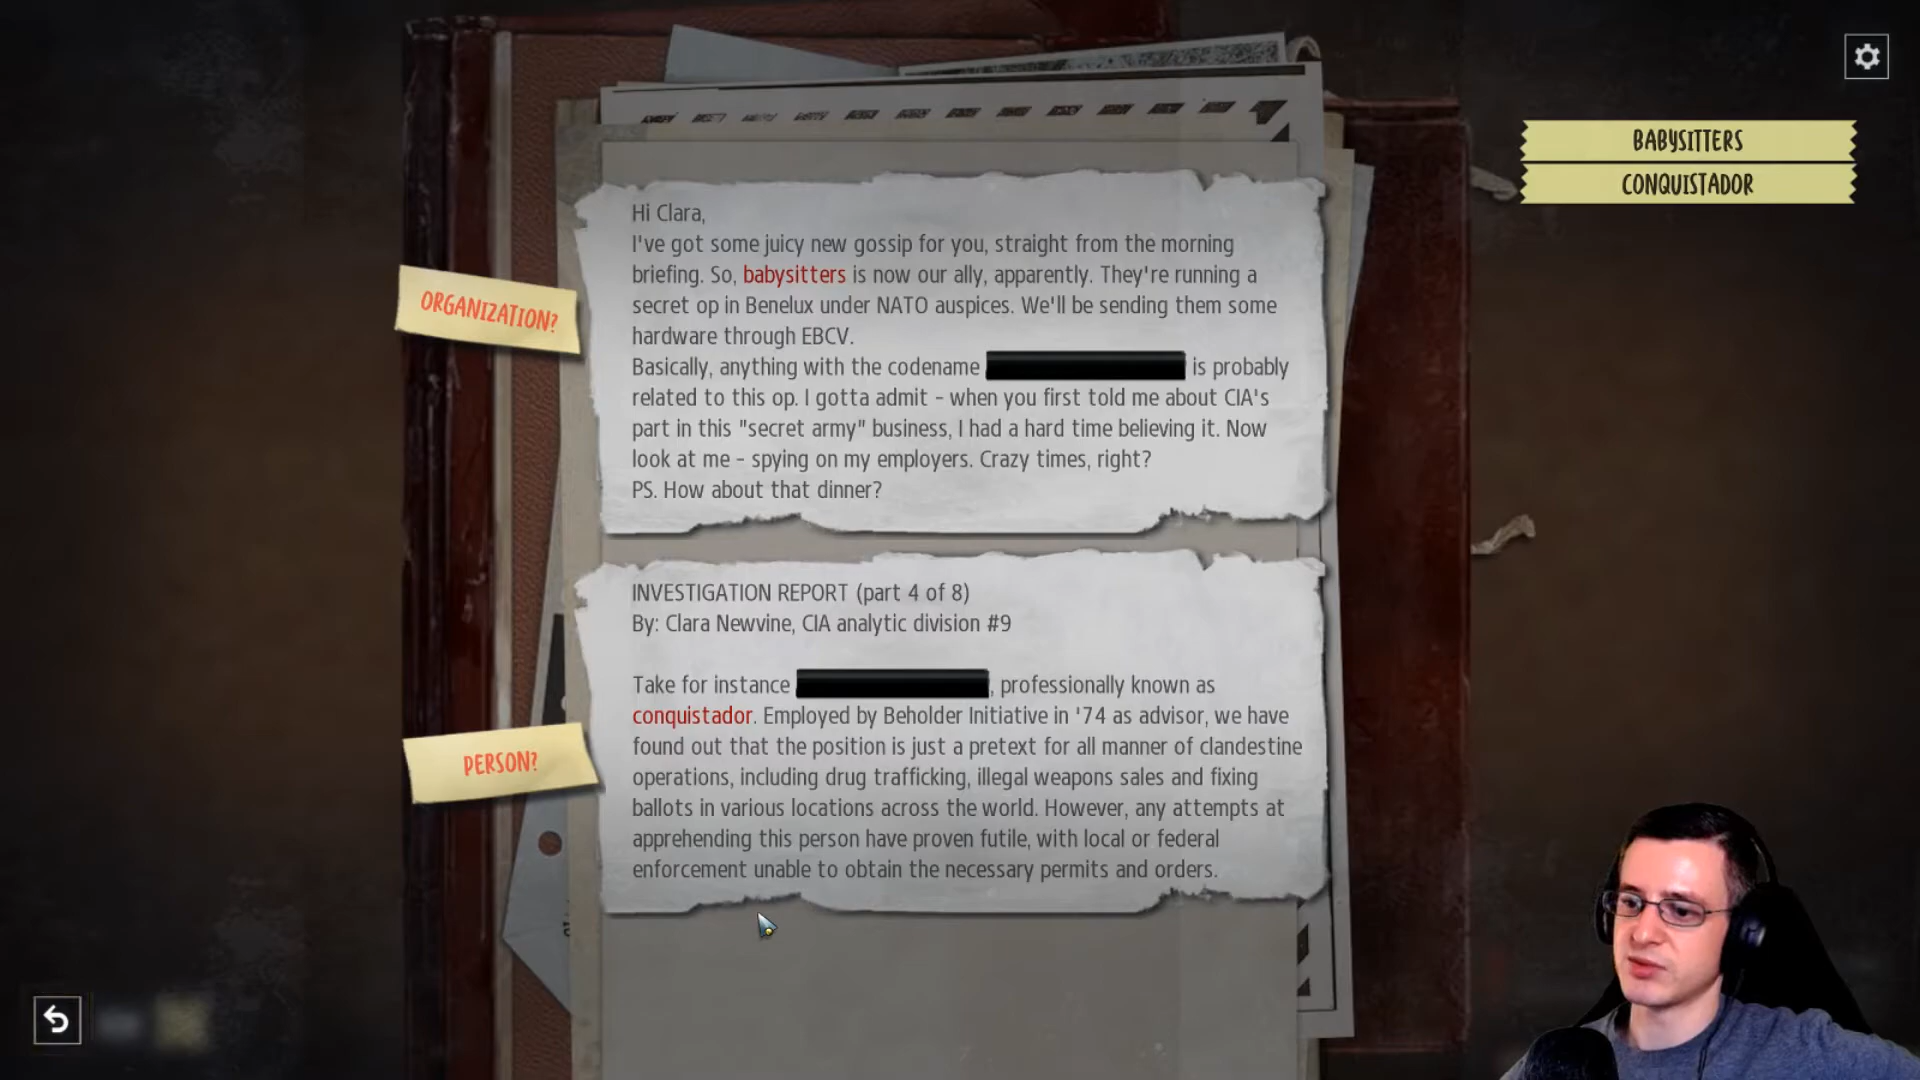 BABYSITTERS
CONQUISTADOR
Hi Clara,
I've got some juicy new gossip for you, straight from the morning
briefing. So, babysitters is now our ally, apparently. They're running a
secret op in Benelux under NATO auspices. We'll be sending them some
hardware through EBCV.
Basically, anything with the codename is probably
related to this op. I gotta admit - when you first told me about CIA's
part in this "secret army" business, I had a hard time believing it. Now
look at me - spying on my employers. Crazy times, right?
PS. How about that dinner?
ORGANIZATION?
INVESTIGATION REPORT (part 4 of 8)
By: Clara Newvine, CIA analytic division #9
Take for instance , professionally known as
conquistador. Employed by Beholder Initiative in '74 as advisor, we have
found out that the position is just a pretext for all manner of clandestine
operations, including drug trafficking, illegal weapons sales and fixing
ballots in various locations across the world. However, any attempts at
apprehending this person have proven futile, with local or federal
enforcement unable to obtain the necessary permits and orders.
PERSON?